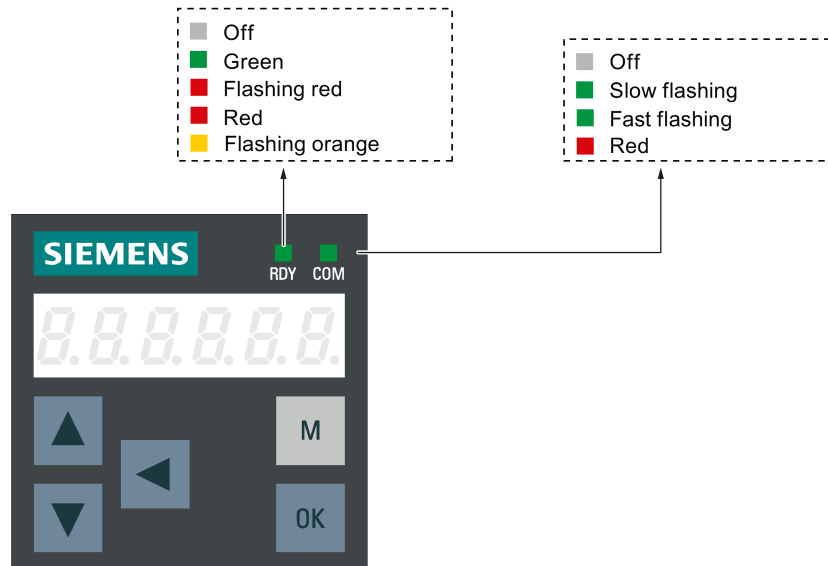 Off
Green
Flashing red
Red
Flashing orange
Off
Slow flashing
Fast flashing
Red
SIEMENS
RDY COM
8.8.8.8.8.8.
M
OK